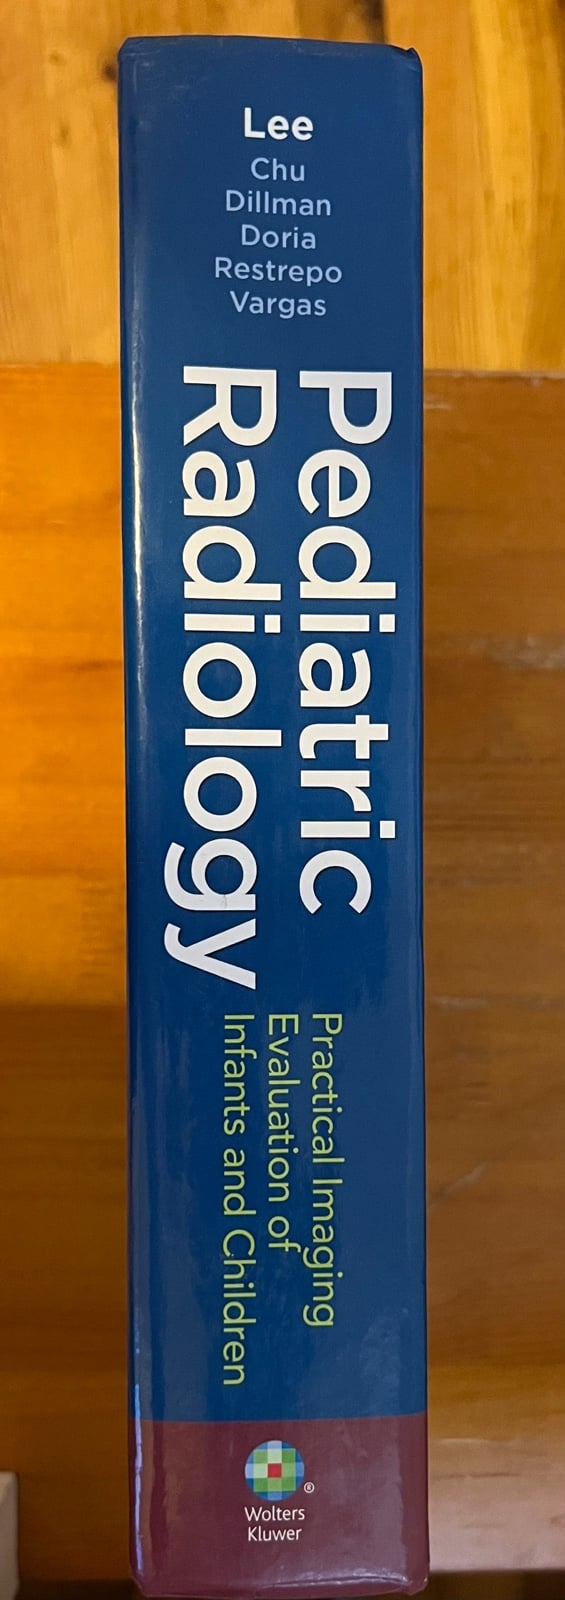 Lee
Chu
Dillman
Doria
Restrepo
Vargas
Pediatric
Radiology
Practical Imaging
Evaluation of
Infants and Children
®
Wolters
Kluwer